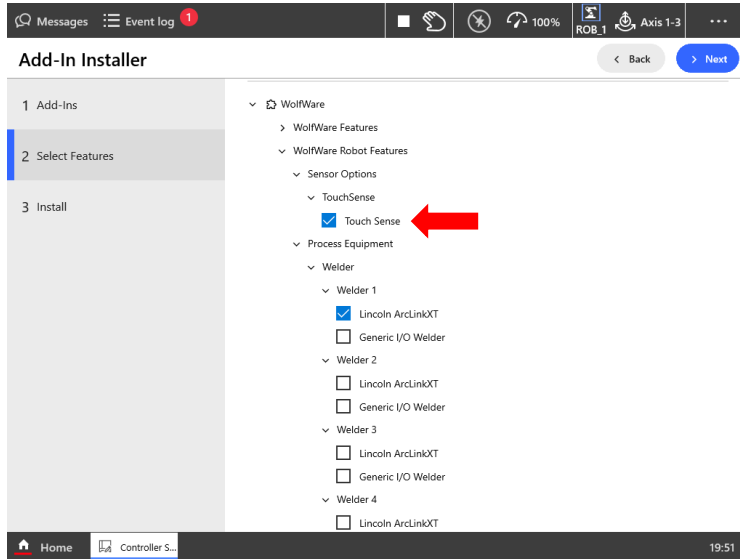 Messages
Event log
1
100%
ROB_1
Axis 1-3
...
Add-In Installer
Back
Next
1 Add-Ins
2 Select Features
3 Install
WolfWare
WolfWare Features
WolfWare Robot Features
Sensor Options
TouchSense
Touch Sense
Process Equipment
Welder
Welder 1
Lincoln ArcLinkXT
Generic I/O Welder
Welder 2
Lincoln ArcLinkXT
Generic I/O Welder
Welder 3
Lincoln ArcLinkXT
Generic I/O Welder
Welder 4
Lincoln ArcLinkXT
Home
Controller S...
19:51